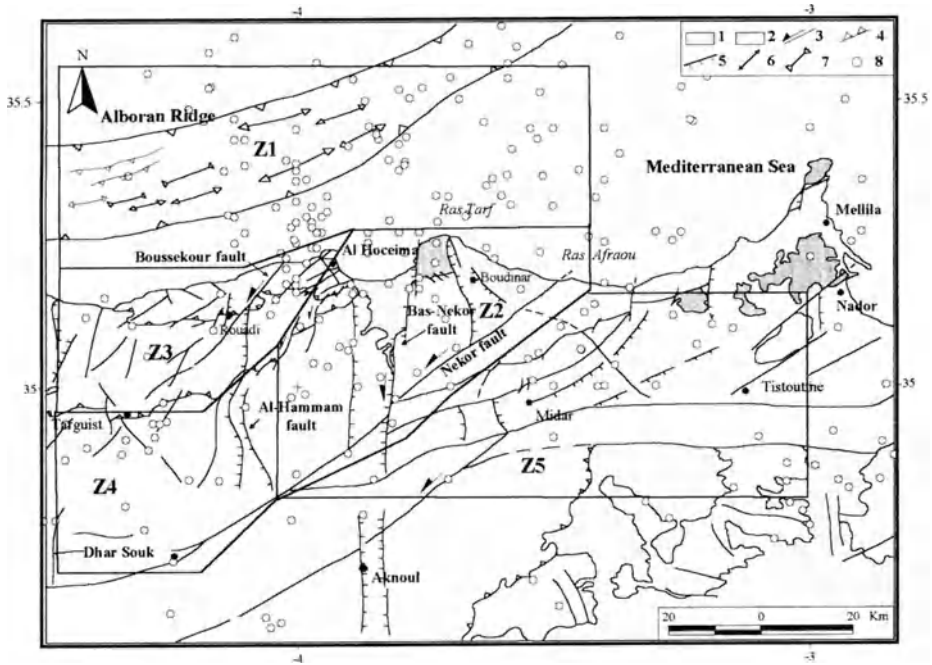 -4
-3
N
1
2
3
4
5
6
7
8
35.5
35.5
Alboran Ridge
Z1
Mediterranean Sea
Ras Tarf
Mellila
Boussekour fault
Al Hoceima
Ras Afraou
Boudinar
Nador
Rouadi
Bas-Nekor
fault
Z2
Z3
Nekor fault
35
35
Tistoutine
Targuist
Al-Hammam
fault
Midar
Z4
Z5
Dhar Souk
Aknoul
20
0
20
Km
-4
-3